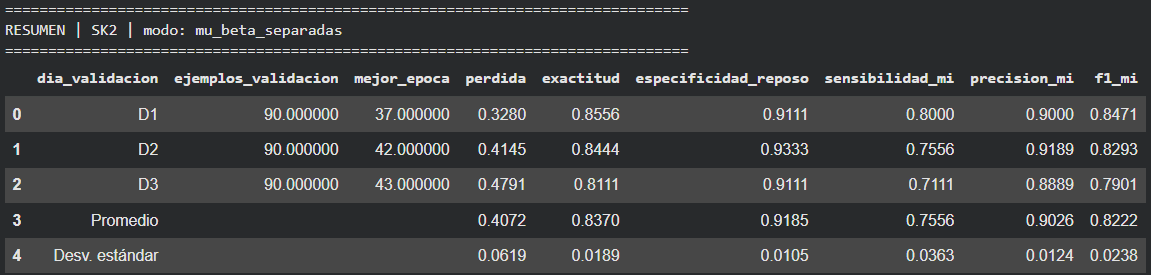 ================================================================================
RESUMEN | SK2 | modo: mu_beta_separadas
================================================================================
dia_validacion ejemplos_validacion mejor_epoca perdida exactitud especificidad_reposo sensibilidad_mi precision_mi f1_mi
0 D1 90.000000 37.000000 0.3280 0.8556 0.9111 0.8000 0.9000 0.8471
1 D2 90.000000 42.000000 0.4145 0.8444 0.9333 0.7556 0.9189 0.8293
2 D3 90.000000 43.000000 0.4791 0.8111 0.9111 0.7111 0.8889 0.7901
3 Promedio 0.4072 0.8370 0.9185 0.7556 0.9026 0.8222
4 Desv. estándar 0.0619 0.0189 0.0105 0.0363 0.0124 0.0238